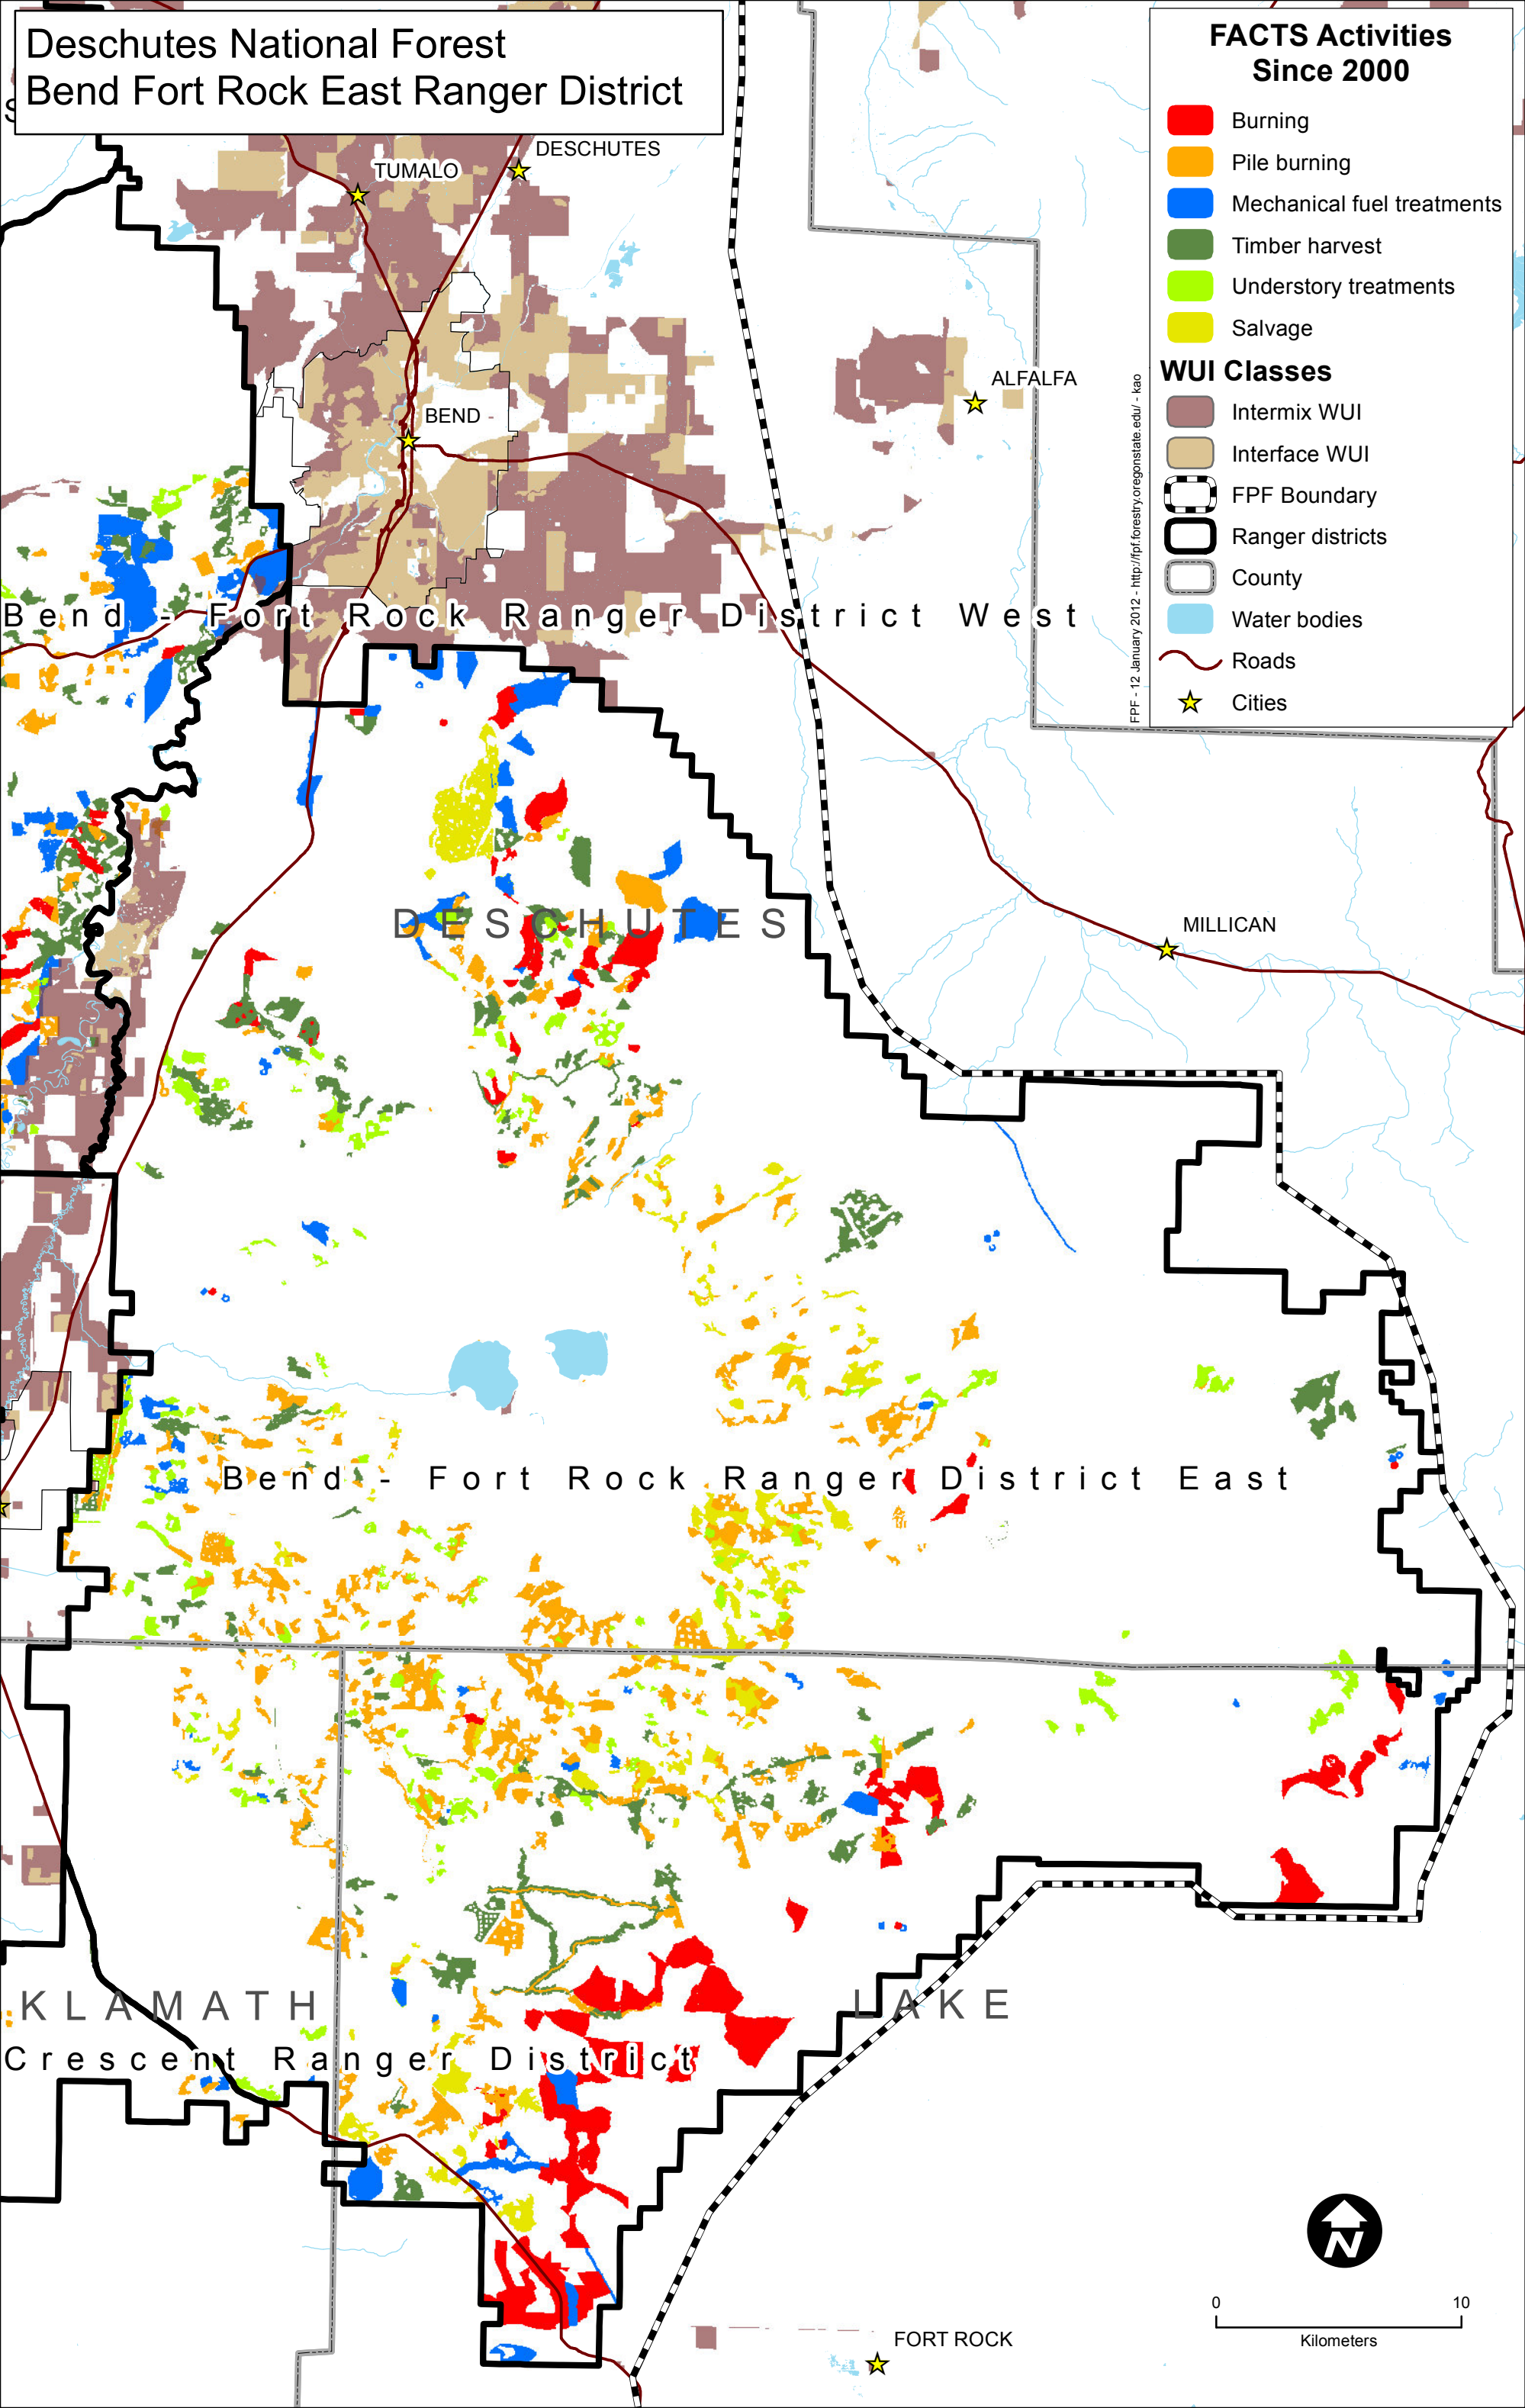 Deschutes National Forest
Bend Fort Rock East Ranger District
FACTS Activities
Since 2000
Burning
Pile burning
Mechanical fuel treatments
Timber harvest
Understory treatments
Salvage
WUI Classes
Intermix WUI
Interface WUI
FPF Boundary
Ranger districts
County
Water bodies
Roads
Cities
FPF - 12 January 2012 - http://fpf.forestry.oregonstate.edu/ - kao
S
DESCHUTES
TUMALO
ALFALFA
BEND
Bend - Fort Rock Ranger District West
DESCHUTES
MILLICAN
Bend - Fort Rock Ranger District East
KLAMATH
LAKE
Crescent Ranger District
N
0 10
Kilometers
FORT ROCK